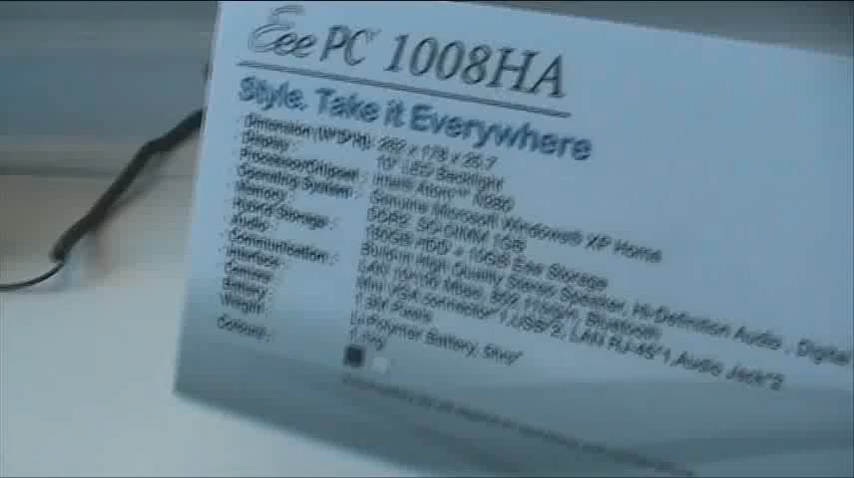 Eee PC 1008HA
Style. Take it Everywhere
Dimension (W*D*H): 262 x 178 x 25.7
Display : 10" LED Backlight
Processor/Chipset : Intel® Atom™ N280
Operating System : Genuine Microsoft Windows® XP Home
Memory : DDR2, SO-DIMM 1GB
Hybrid Storage : 160GB HDD + 10GB Eee Storage
Audio : Built-in High Quality Stereo Speaker, Hi-Definition Audio , Digital
Communication : LAN 10/100 Mbps, 802.11b/g/n, Bluetooth
Interface : Mini VGA connector*1,USB*2, LAN RJ-45*1,Audio Jack*2
Camera : 1.3M Pixels
Battery : Li-Polymer Battery,
Weight : 1.1kg
Colours :